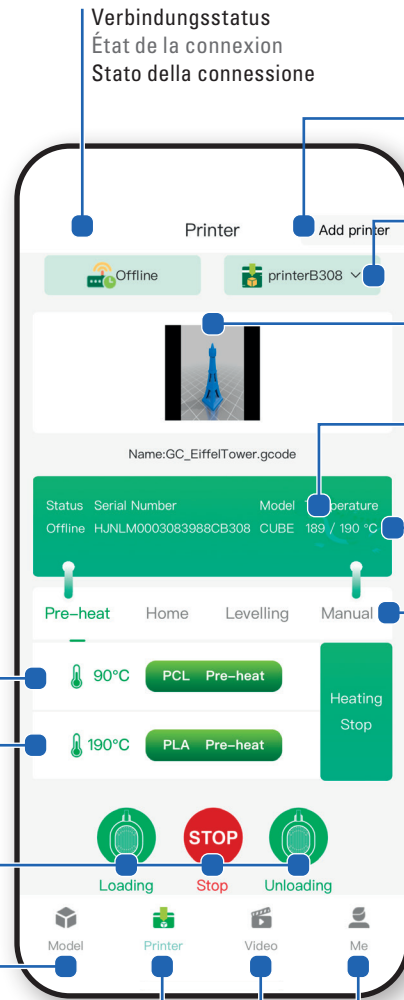 Verbindungsstatus
État de la connexion
Stato della connessione
Printer
Add printer
Offline
printerB308
Name:GC_EiffelTower.gcode
Status Serial Number Model Temperature
Offline HJNLM0003083988CB308 CUBE 189 / 190 °C
Pre-heat Home Levelling Manual
90°C PCL Pre-heat
Heating
Stop
190°C PLA Pre-heat
STOP
Loading Stop Unloading
Model Printer Video Me